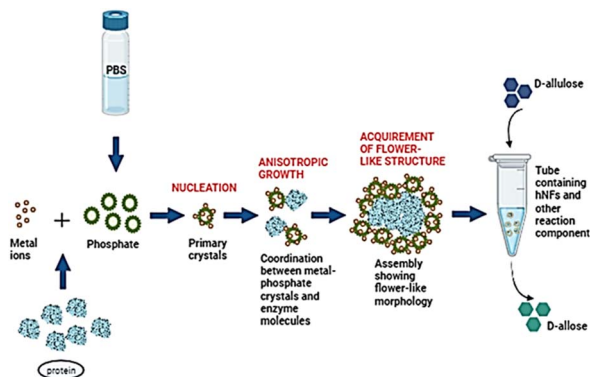 PBS
Metal
ions
+
Phosphate
protein
NUCLEATION
Primary
crystals
ANISOTROPIC
GROWTH
Coordination
between metal-
phosphate
crystals and
enzyme
molecules
ACQUIREMENT
OF FLOWER-
LIKE STRUCTURE
Assembly
showing
flower-like
morphology
D-allulose
Tube
containing
hNFs and
other
reaction
component
D-allose